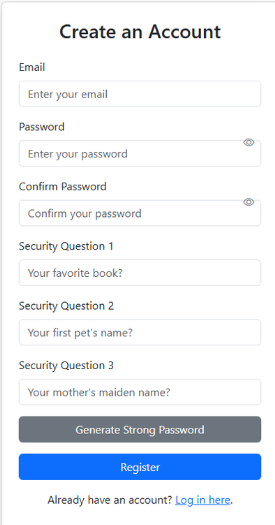 Create an Account
Email
Enter your email
Password
Enter your password
Confirm Password
Confirm your password
Security Question 1
Your favorite book?
Security Question 2
Your first pet's name?
Security Question 3
Your mother's maiden name?
Generate Strong Password
Register
Already have an account? Log in here.